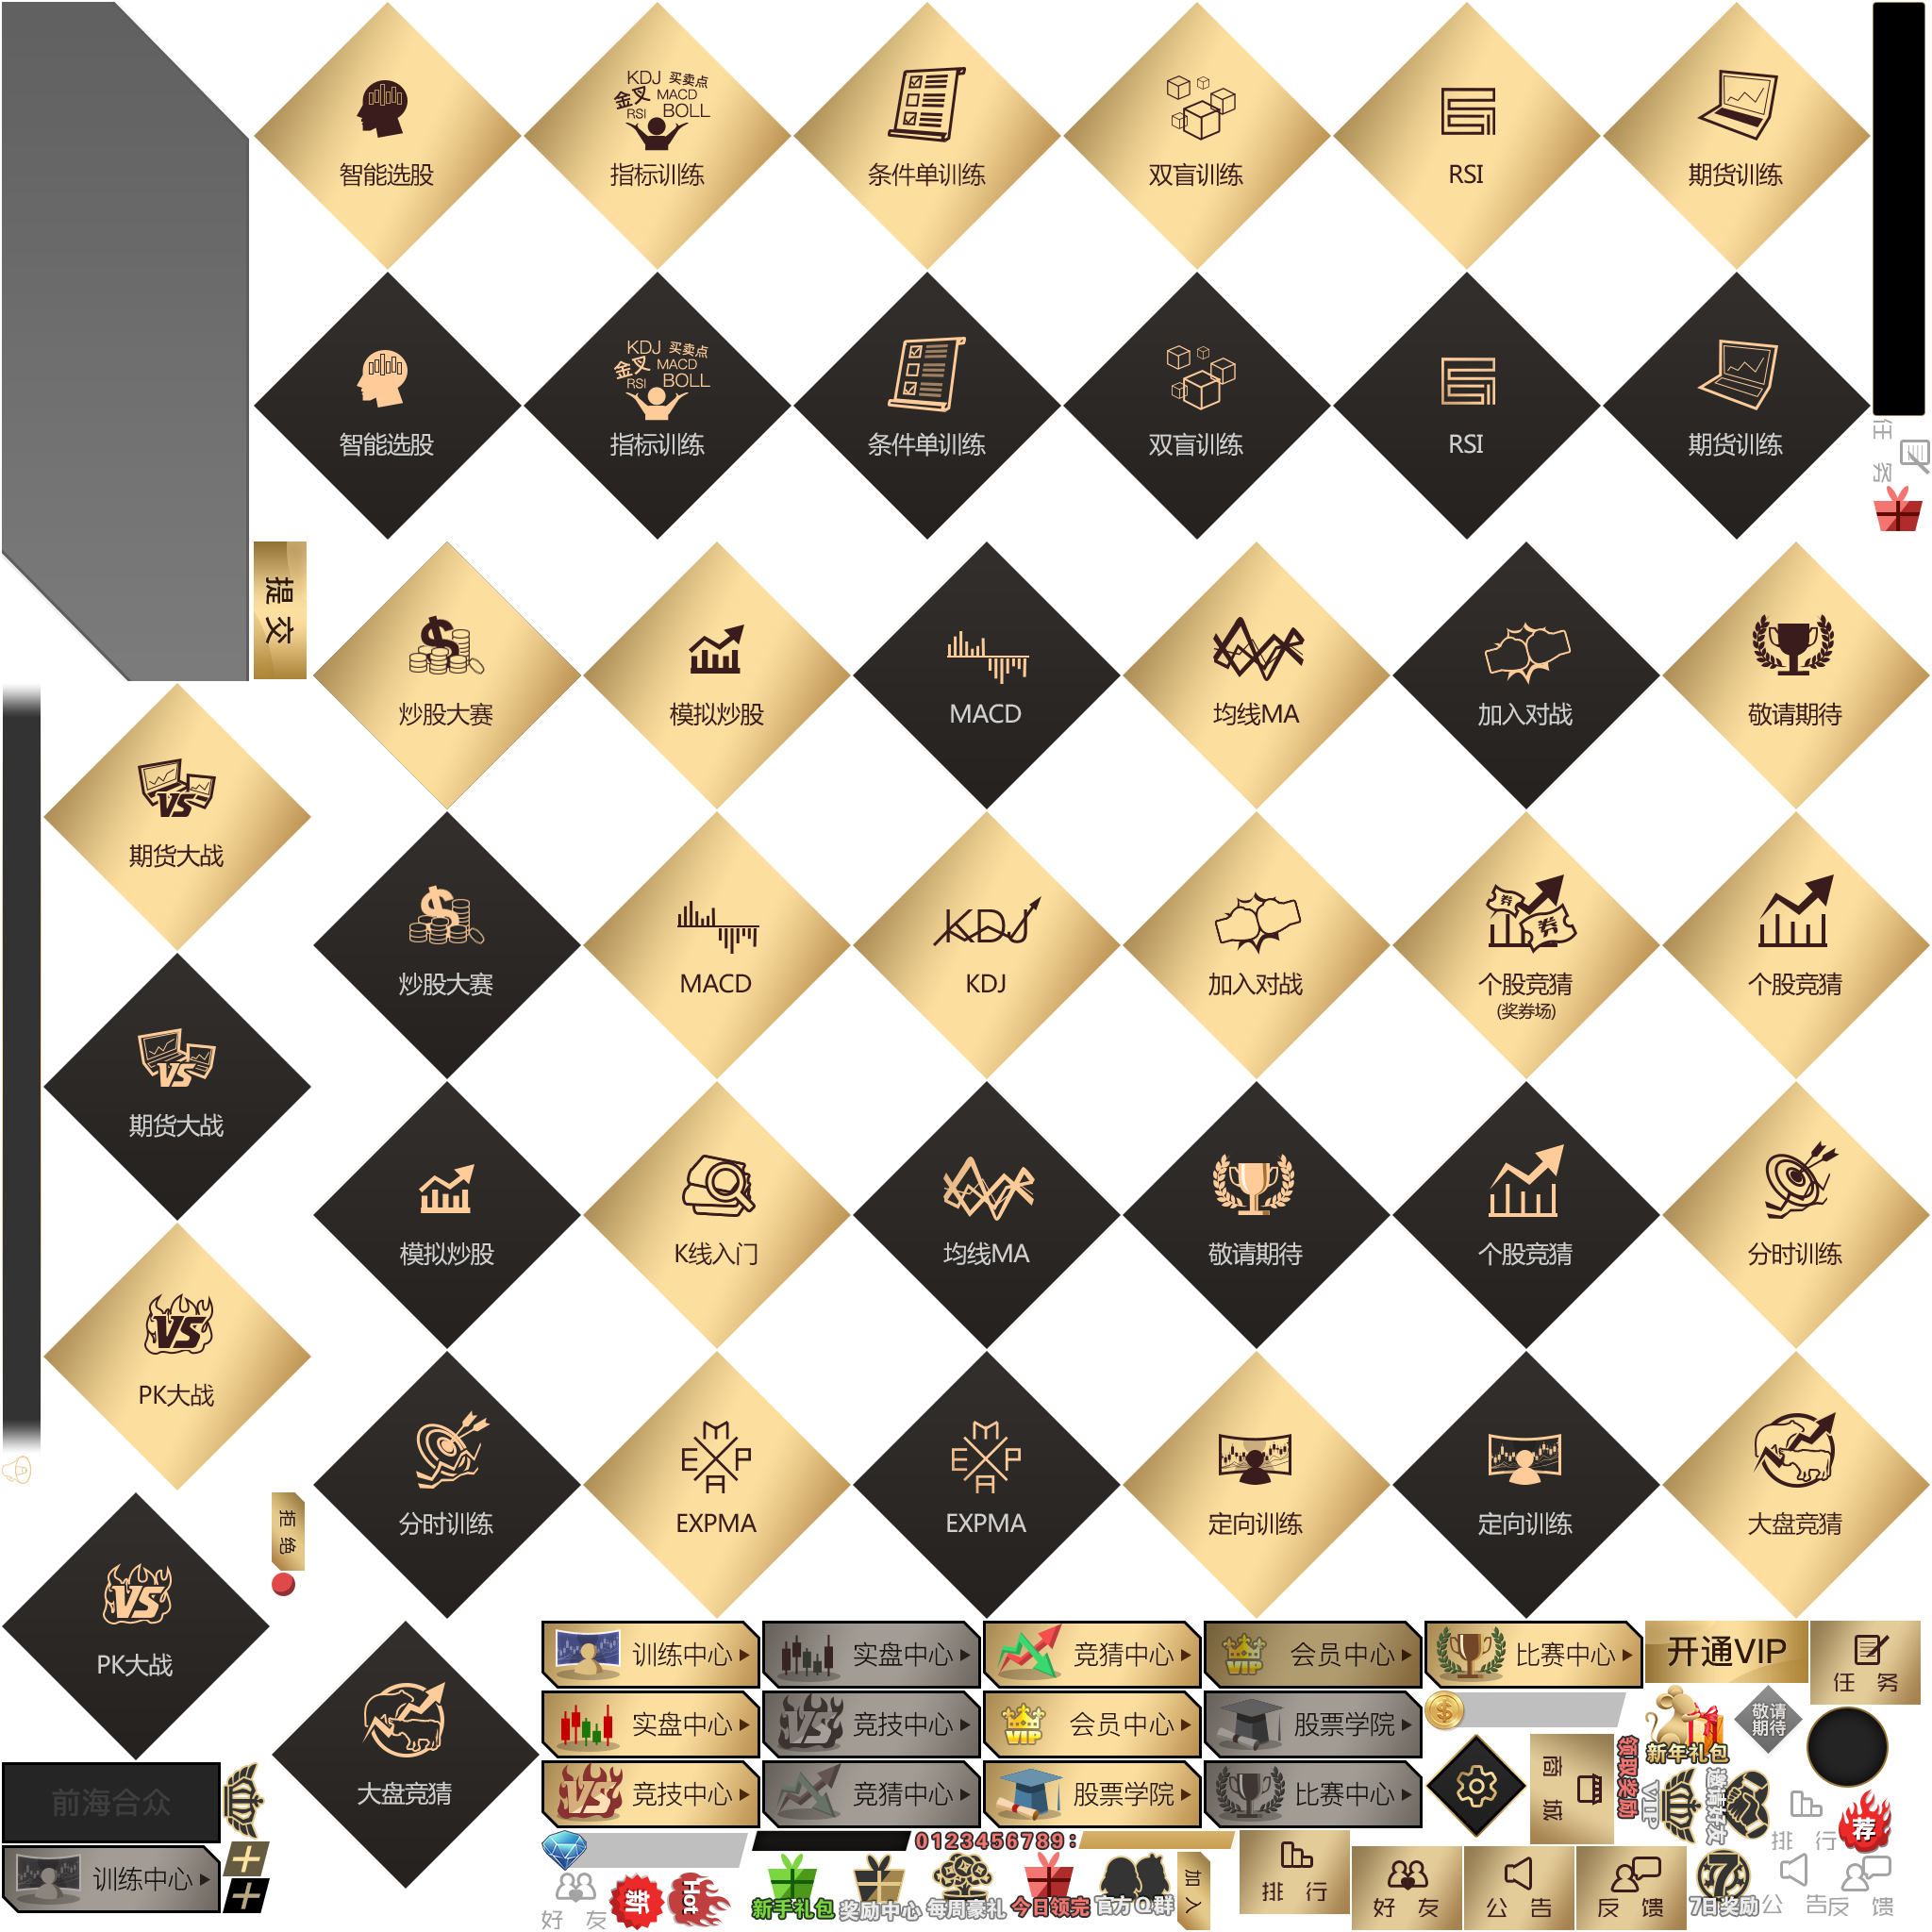 KDJ 买卖点
金叉 MACD
RSI BOLL
智能选股
指标训练
条件单训练
双盲训练
RSI
期货训练
KDJ 买卖点
金叉 MACD
RSI BOLL
智能选股
指标训练
条件单训练
双盲训练
RSI
期货训练
任务
提交
炒股大赛
模拟炒股
MACD
均线MA
加入对战
敬请期待
VS
期货大战
KDJ
券
券
炒股大赛
MACD
KDJ
加入对战
个股竞猜
(奖券场)
个股竞猜
VS
期货大战
模拟炒股
K线入门
均线MA
敬请期待
个股竞猜
分时训练
VS
PK大战
M
E P
A
M
E P
A
分时训练
EXPMA
EXPMA
定向训练
定向训练
大盘竞猜
拒绝
VS
PK大战
大盘竞猜
训练中心
实盘中心
竞猜中心
VIP
会员中心
比赛中心
开通VIP
任务
实盘中心
VS
竞技中心
VIP
会员中心
股票学院
新年礼包
敬请
期待
VS
竞技中心
竞猜中心
股票学院
比赛中心
商城
领取奖励
VIP
邀请好友
排行
荐
前海合众
训练中心
0123456789:
好友
新
Hot
新手礼包
奖励中心
每周豪礼
今日领完
官方Q群
加入
排行
好友
公告
反馈
7
7日奖励
公告
反馈